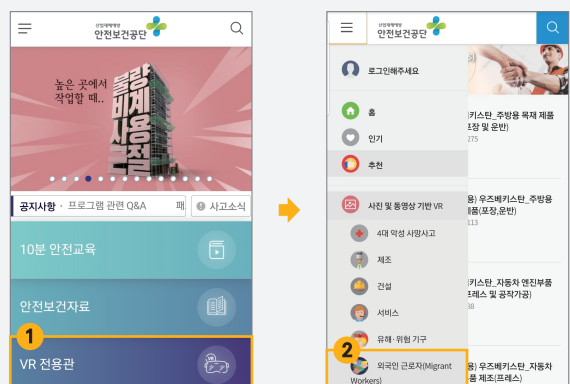 산업재해예방
안전보건공단
높은 곳에서
작업할 때..
불량
비계
사용
금지
공지사항 · 프로그램 관련 Q&A
패
사고소식
10분 안전교육
안전보건자료
1
VR 전용관
산업재해예방
안전보건공단
로그인해주세요
홈
인기
추천
사진 및 동영상 기반 VR
4대 악성 사망사고
제조
건설
서비스
유해·위험 기구
2
외국인 근로자(Migrant
Workers)
키스탄_주방용 목재 제품
포장 및 운반)
275
용) 우즈베키스탄_주방용
제품(포장,운반)
113
키스탄_자동차 엔진부품
프레스 및 공작가공)
38
용) 우즈베키스탄_자동차
품 제조(프레스)